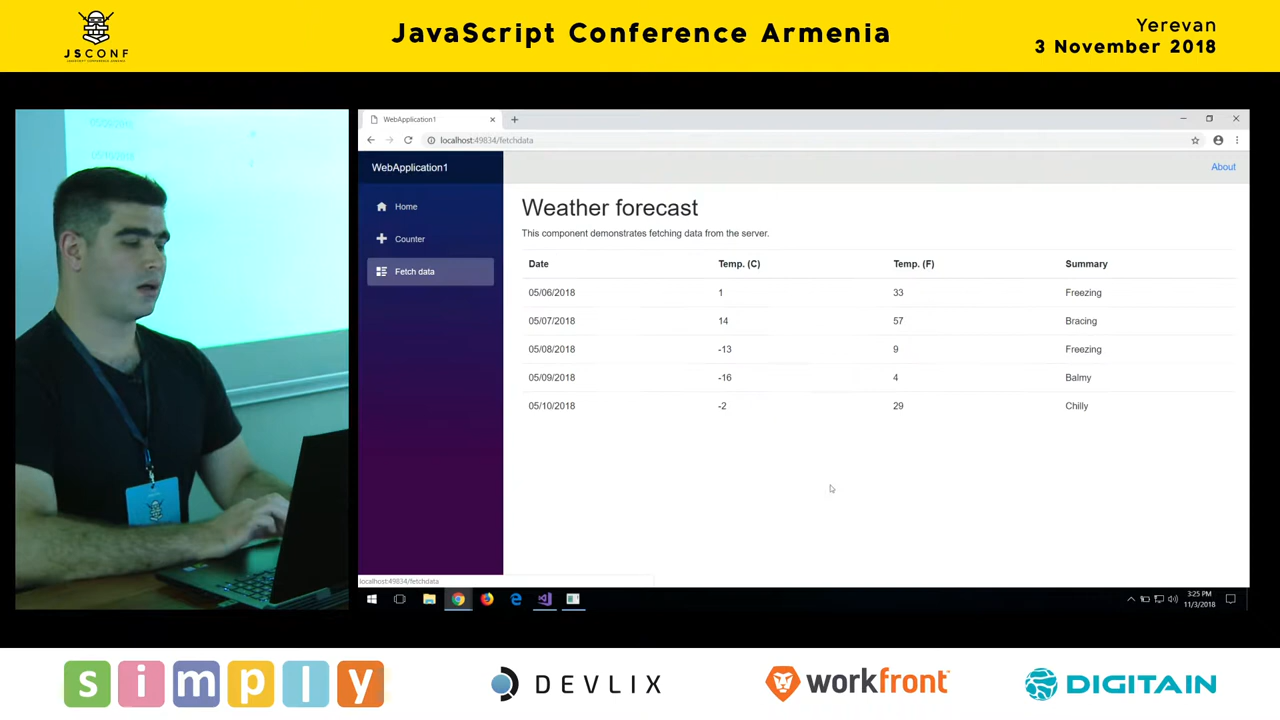 JSCONF
JAVASCRIPT CONFERENCE ARMENIA
JavaScript Conference Armenia
Yerevan
3 November 2018
WebApplication1
localhost:49834/fetchdata
WebApplication1
About
Home
Counter
Fetch data
Weather forecast
This component demonstrates fetching data from the server.
Date Temp. (C) Temp. (F) Summary
05/06/2018 1 33 Freezing
05/07/2018 14 57 Bracing
05/08/2018 -13 9 Freezing
05/09/2018 -16 4 Balmy
05/10/2018 -2 29 Chilly
localhost:49834/fetchdata
3:25 PM
11/3/2018
simply
DEVLIX
workfront
DIGITAIN